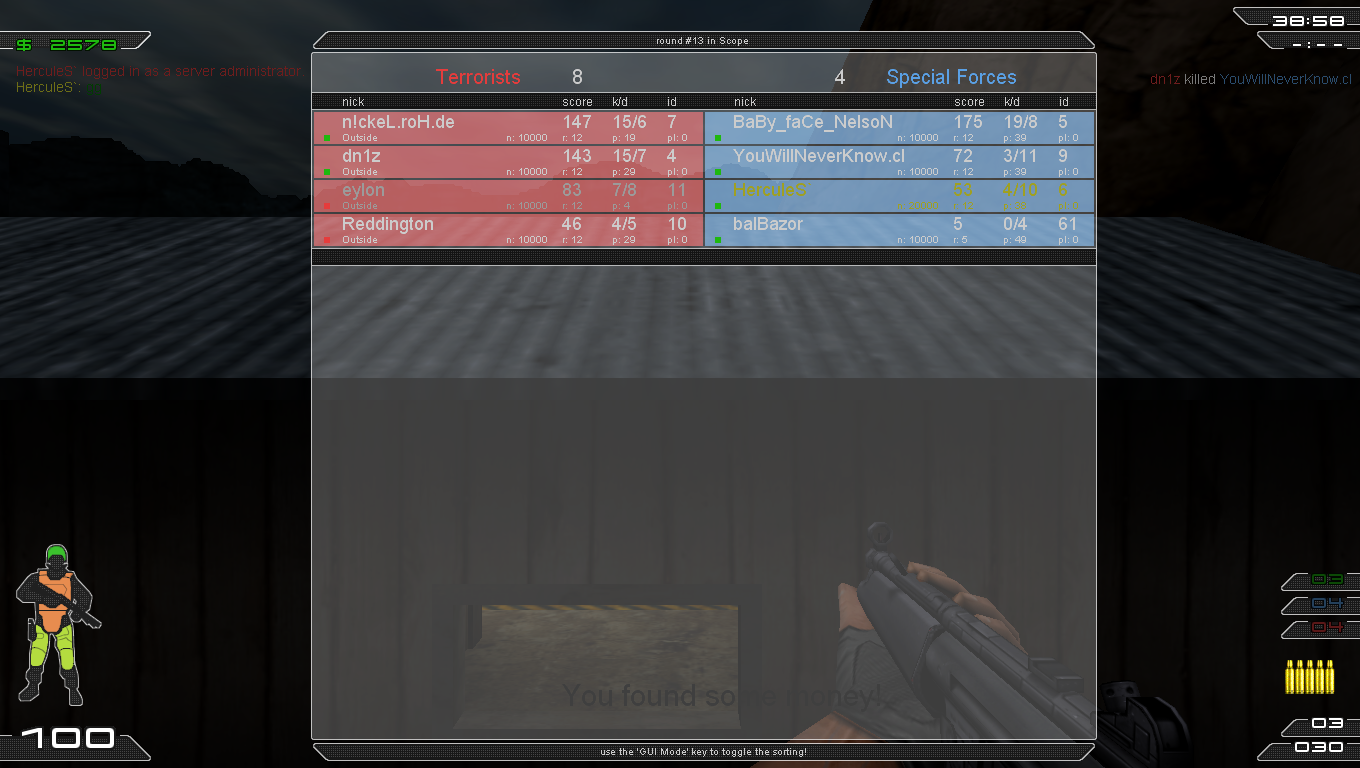 38:58
-:--
$ 2578
round #13 in Scope
HerculeS` logged in as a server administrator.
HerculeS`:
Terrorists 8 4 Special Forces
dn1z killed YouWillNeverKnow.cl
nick score k/d id nick score k/d id
n!ckeL.roH.de 147 15/6 7 BaBy_faCe_NelsoN 175 19/8 5
Outside n: 10000 r: 12 p: 19 pl: 0 n: 10000 r: 12 p: 39 pl: 0
dn1z 143 15/7 4 YouWillNeverKnow.cl 72 3/11 9
Outside n: 10000 r: 12 p: 29 pl: 0 n: 10000 r: 12 p: 39 pl: 0
eylon 83 7/8 11 HerculeS` 4/10
Outside n: 10000 r: 12 p: 4 pl: 0
Reddington 46 4/5 10 balBazor 5 0/4 61
Outside n: 10000 r: 12 p: 29 pl: 0 n: 10000 r: 5 p: 49 pl: 0
03
04
04
You found some money!
03
100
030
use the 'GUI Mode' key to toggle the sorting!